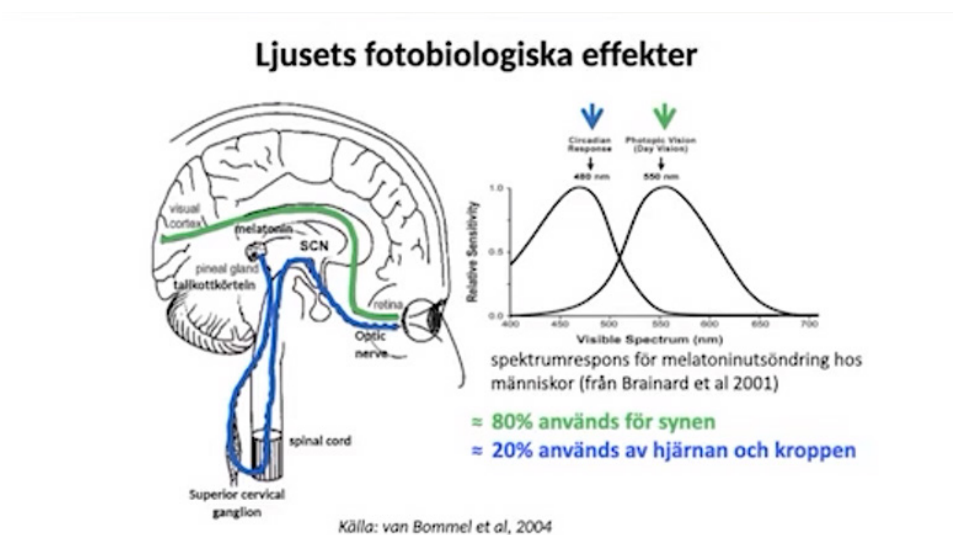 Ljusets fotobiologiska effekter
visual
cortex
melatonin
SCN
pineal gland
tallkottkörteln
retina
Optic
nerve
spinal cord
Superior cervical
ganglion
Circadian
Response
480 nm
Photopic Vision
(Day Vision)
550 nm
Relative Sensitivity
1.0
0.5
0.0
400 450 500 550 600 650 700
Visible Spectrum (nm)
spektrumrespons för melatoninutsöndring hos
människor (från Brainard et al 2001)
≈ 80% används för synen
≈ 20% används av hjärnan och kroppen
Källa: van Bommel et al, 2004